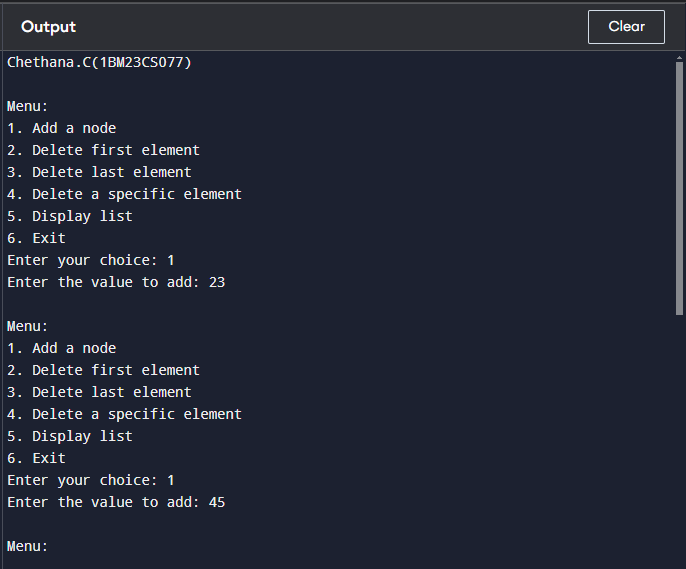 Output
Clear
Chethana.C(1BM23CS077)
Menu:
1. Add a node
2. Delete first element
3. Delete last element
4. Delete a specific element
5. Display list
6. Exit
Enter your choice: 1
Enter the value to add: 23
Menu:
1. Add a node
2. Delete first element
3. Delete last element
4. Delete a specific element
5. Display list
6. Exit
Enter your choice: 1
Enter the value to add: 45
Menu: